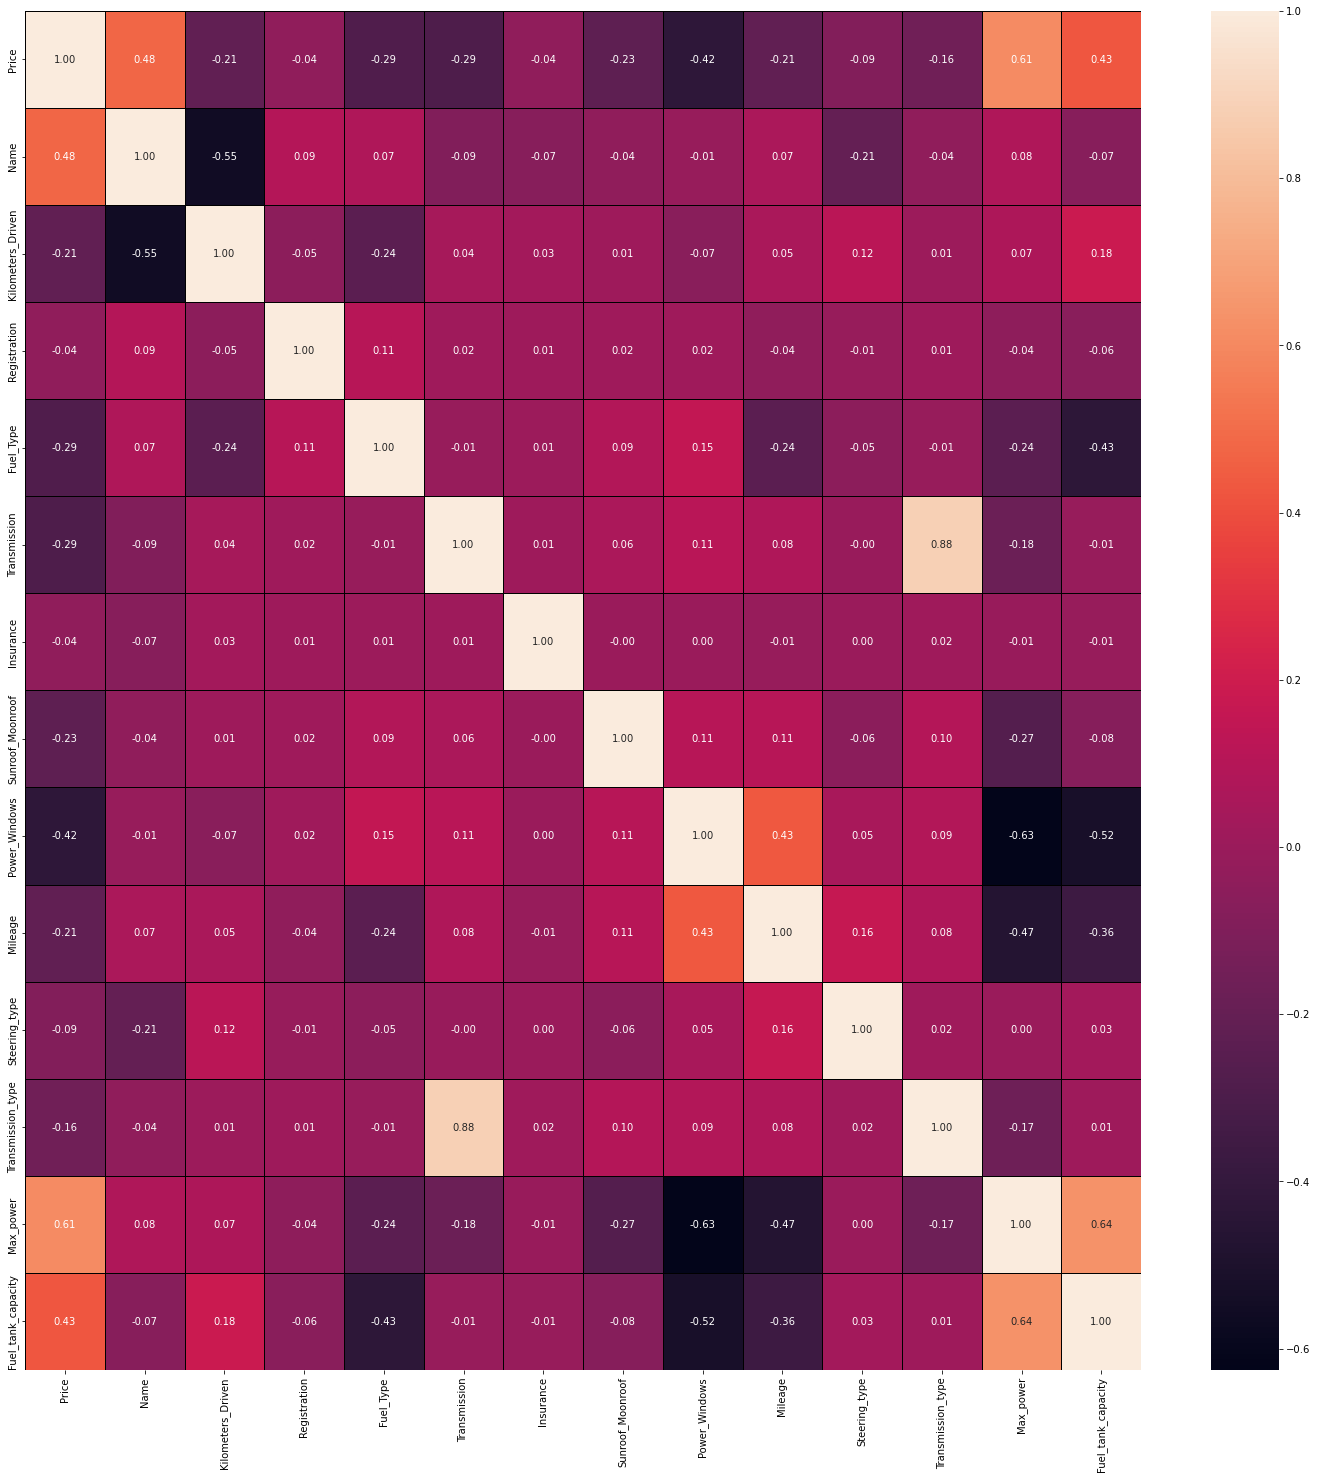 Price 1.00 0.48 -0.21 -0.04 -0.29 -0.29 -0.04 -0.23 -0.42 -0.21 -0.09 -0.16 0.61 0.43
Name 0.48 1.00 -0.55 0.09 0.07 -0.09 -0.07 -0.04 -0.01 0.07 -0.21 -0.04 0.08 -0.07
Kilometers_Driven -0.21 -0.55 1.00 -0.05 -0.24 0.04 0.03 0.01 -0.07 0.05 0.12 0.01 0.07 0.18
Registration -0.04 0.09 -0.05 1.00 0.11 0.02 0.01 0.02 0.02 -0.04 -0.01 0.01 -0.04 -0.06
Fuel_Type -0.29 0.07 -0.24 0.11 1.00 -0.01 0.01 0.09 0.15 -0.24 -0.05 -0.01 -0.24 -0.43
Transmission -0.29 -0.09 0.04 0.02 -0.01 1.00 0.01 0.06 0.11 0.08 -0.00 0.88 -0.18 -0.01
Insurance -0.04 -0.07 0.03 0.01 0.01 0.01 1.00 -0.00 0.00 -0.01 0.00 0.02 -0.01 -0.01
Sunroof_Moonroof -0.23 -0.04 0.01 0.02 0.09 0.06 -0.00 1.00 0.11 0.11 -0.06 0.10 -0.27 -0.08
Power_Windows -0.42 -0.01 -0.07 0.02 0.15 0.11 0.00 0.11 1.00 0.43 0.05 0.09 -0.63 -0.52
Mileage -0.21 0.07 0.05 -0.04 -0.24 0.08 -0.01 0.11 0.43 1.00 0.16 0.08 -0.47 -0.36
Steering_type -0.09 -0.21 0.12 -0.01 -0.05 -0.00 0.00 -0.06 0.05 0.16 1.00 0.02 0.00 0.03
Transmission_type -0.16 -0.04 0.01 0.01 -0.01 0.88 0.02 0.10 0.09 0.08 0.02 1.00 -0.17 0.01
Max_power 0.61 0.08 0.07 -0.04 -0.24 -0.18 -0.01 -0.27 -0.63 -0.47 0.00 -0.17 1.00 0.64
Fuel_tank_capacity 0.43 -0.07 0.18 -0.06 -0.43 -0.01 -0.01 -0.08 -0.52 -0.36 0.03 0.01 0.64 1.00
Price Name Kilometers_Driven Registration Fuel_Type Transmission Insurance Sunroof_Moonroof Power_Windows Mileage Steering_type Transmission_type Max_power Fuel_tank_capacity
1.0
0.8
0.6
0.4
0.2
0.0
−0.2
−0.4
−0.6